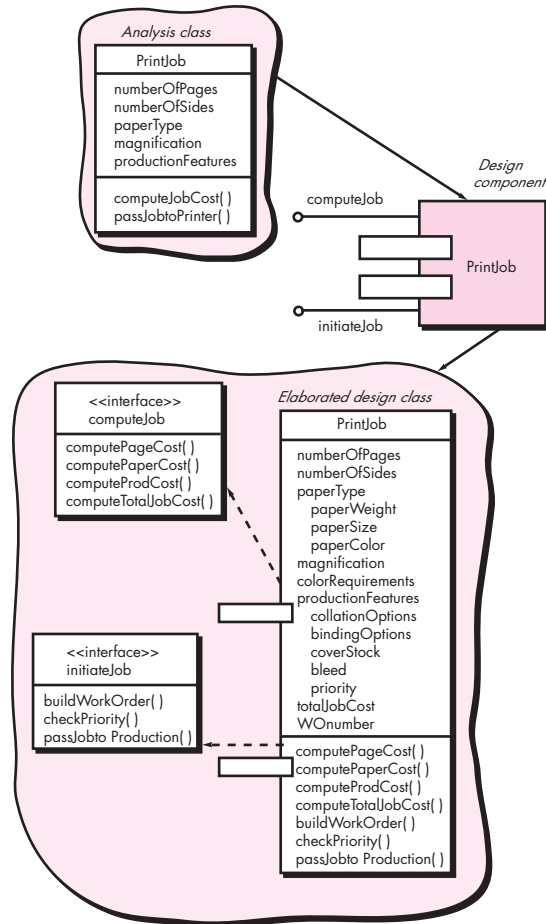 Analysis class
PrintJob
numberOfPages
numberOfSides
paperType
magnification
productionFeatures
computeJobCost( )
passJobtoPrinter( )
Design
component
computeJob
PrintJob
initiateJob
<<interface>>
computeJob
computePageCost( )
computePaperCost( )
computeProdCost( )
computeTotalJobCost( )
Elaborated design class
PrintJob
numberOfPages
numberOfSides
paperType
paperWeight
paperSize
paperColor
magnification
colorRequirements
productionFeatures
collationOptions
bindingOptions
coverStock
bleed
priority
totalJobCost
WOnumber
<<interface>>
initiateJob
buildWorkOrder( )
checkPriority( )
passJobto Production( )
computePageCost( )
computePaperCost( )
computeProdCost( )
computeTotalJobCost( )
buildWorkOrder( )
checkPriority( )
passJobto Production( )